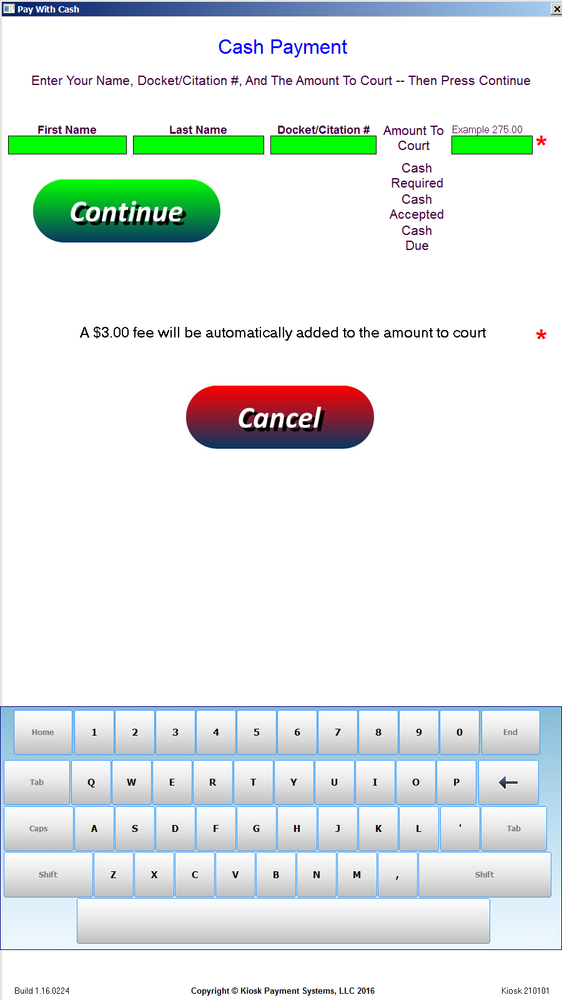 Pay With Cash
Cash Payment
Enter Your Name, Docket/Citation #, And The Amount To Court -- Then Press Continue
First Name Last Name Docket/Citation # Amount To Court Example 275.00 *
Continue
Cash
Required
Cash
Accepted
Cash
Due
A $3.00 fee will be automatically added to the amount to court *
Cancel
Home 1 2 3 4 5 6 7 8 9 0 End
Tab Q W E R T Y U I O P
Caps A S D F G H J K L ' Tab
Shift Z X C V B N M , Shift
Build 1.16.0224 Copyright © Kiosk Payment Systems, LLC 2016 Kiosk 210101